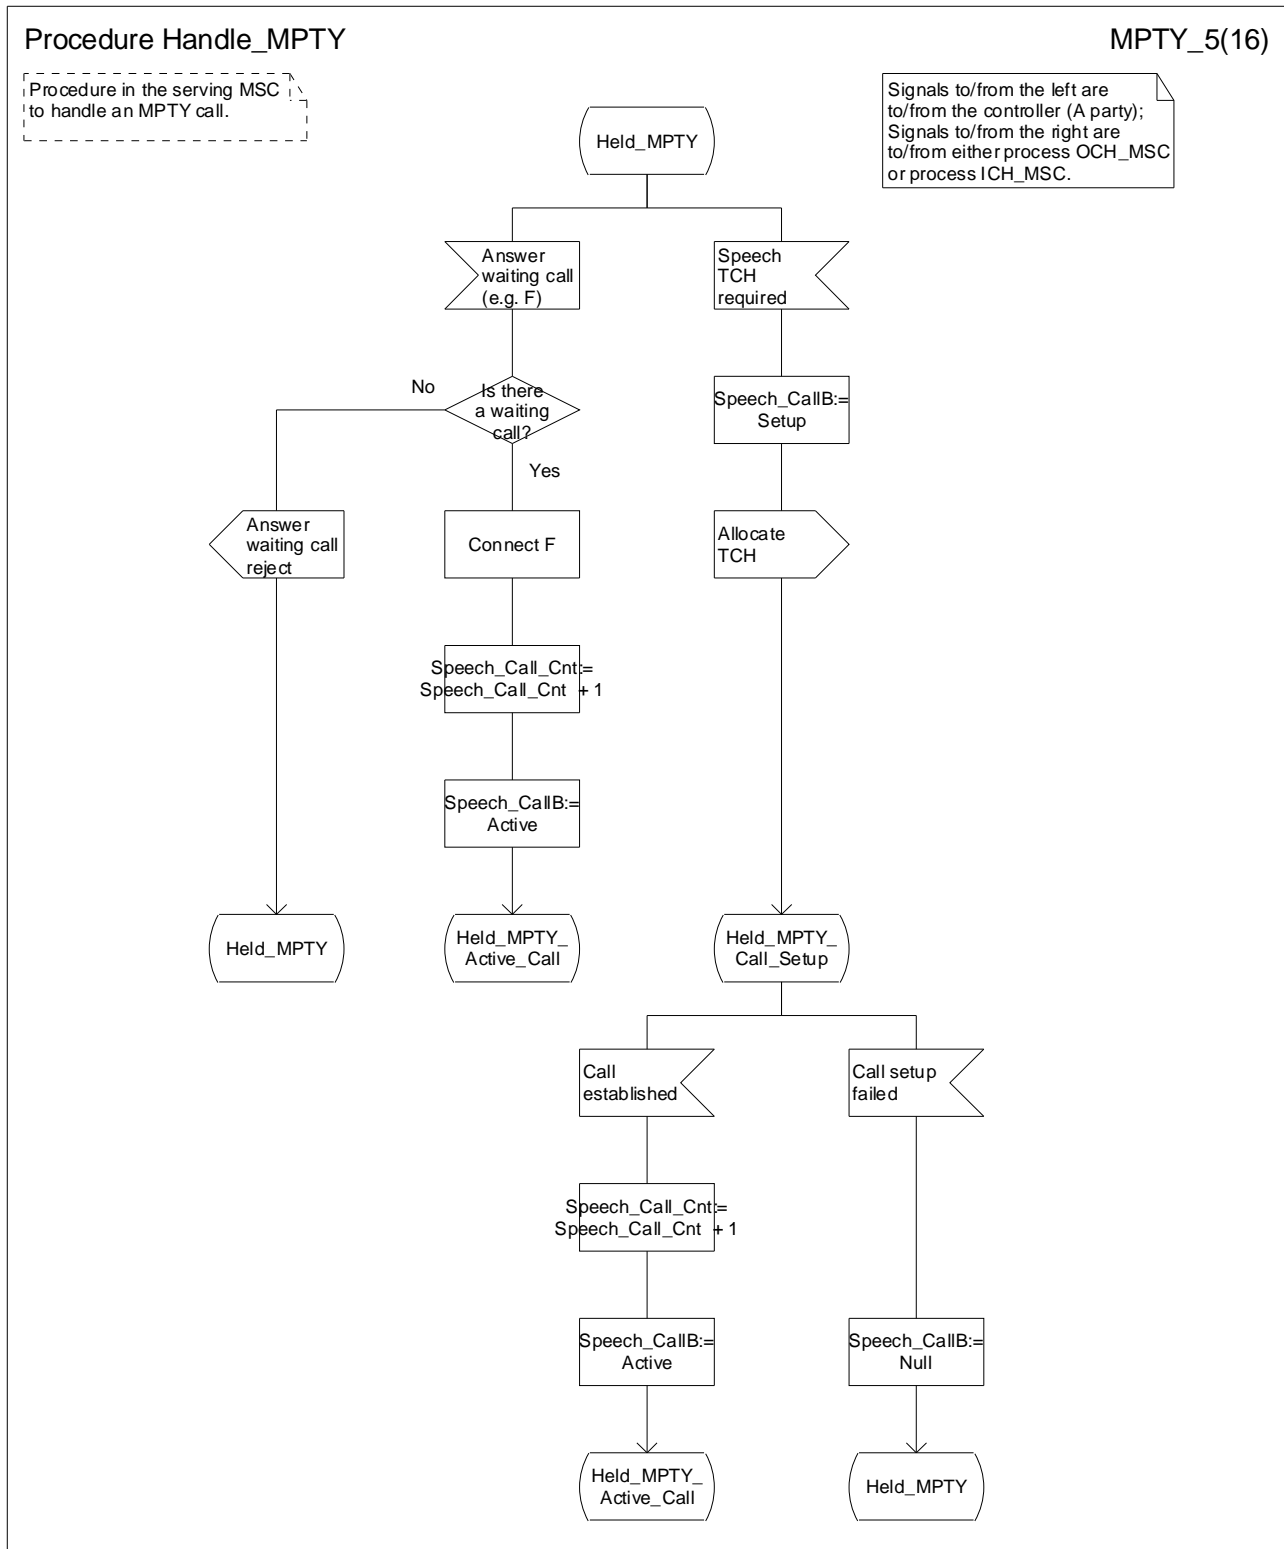 Procedure Handle_MPTY
MPTY_5(16)
Procedure in the serving MSC
to handle an MPTY call.
Signals to/from the left are
to/from the controller (A party);
Signals to/from the right are
to/from either process OCH_MSC
or process ICH_MSC.
Held_MPTY
Answer
waiting call
(e.g. F)
Speech
TCH
required
No
Is there
a waiting
call?
Yes
Speech_CallB:=
Setup
Answer
waiting call
reject
Connect F
Allocate
TCH
Speech_Call_Cnt:=
Speech_Call_Cnt + 1
Speech_CallB:=
Active
Held_MPTY
Held_MPTY_
Active_Call
Held_MPTY_
Call_Setup
Call
established
Call setup
failed
Speech_Call_Cnt:=
Speech_Call_Cnt + 1
Speech_CallB:=
Active
Speech_CallB:=
Null
Held_MPTY_
Active_Call
Held_MPTY